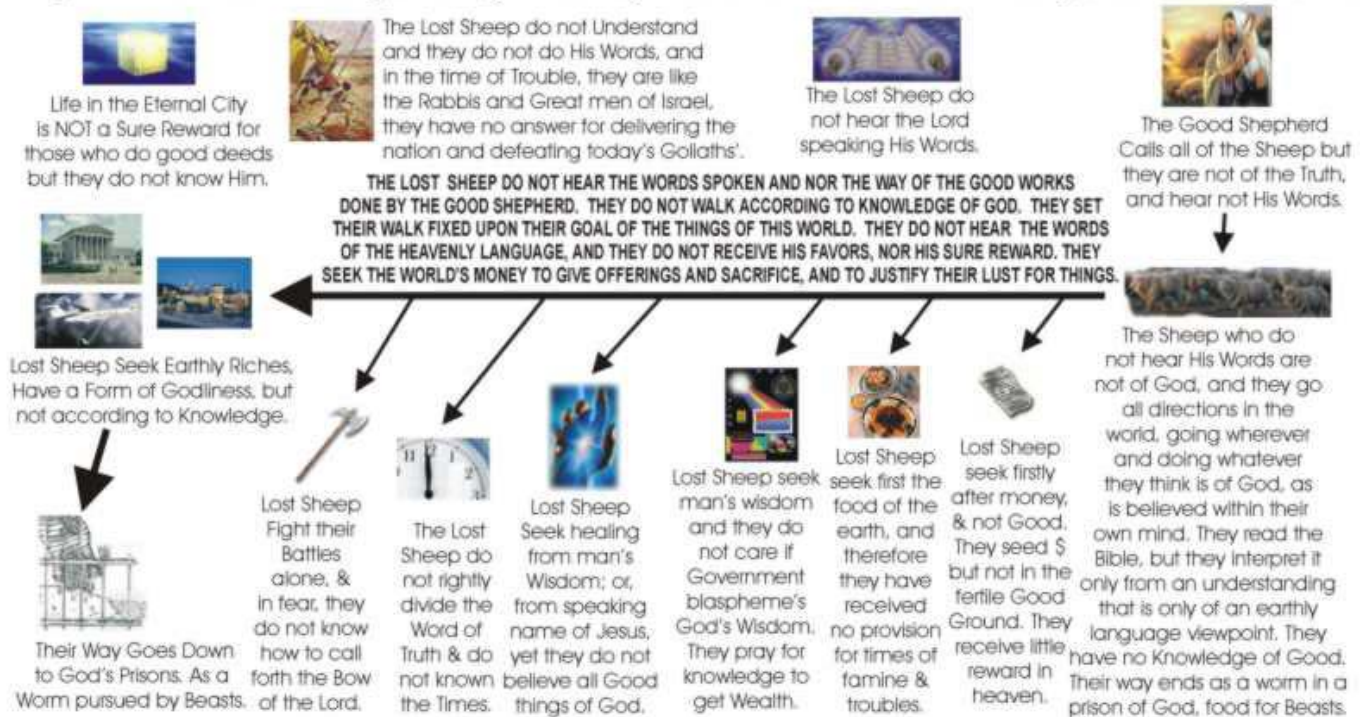 Life in the Eternal City
is NOT a Sure Reward for
those who do good deeds
but they do not know Him.
The Lost Sheep do not Understand
and they do not do His Words, and
in the time of Trouble, they are like
the Rabbis and Great men of Israel,
they have no answer for delivering the
nation and defeating today's Goliaths'.
The Lost Sheep do
not hear the Lord
speaking His Words.
The Good Shepherd
Calls all of the Sheep but
they are not of the Truth,
and hear not His Words.
THE LOST SHEEP DO NOT HEAR THE WORDS SPOKEN AND NOR THE WAY OF THE GOOD WORKS
DONE BY THE GOOD SHEPHERD. THEY DO NOT WALK ACCORDING TO KNOWLEDGE OF GOD. THEY SET
THEIR WALK FIXED UPON THEIR GOAL OF THE THINGS OF THIS WORLD. THEY DO NOT HEAR THE WORDS
OF THE HEAVENLY LANGUAGE, AND THEY DO NOT RECEIVE HIS FAVORS, NOR HIS SURE REWARD. THEY
SEEK THE WORLD'S MONEY TO GIVE OFFERINGS AND SACRIFICE, AND TO JUSTIFY THEIR LUST FOR THINGS.
Lost Sheep Seek Earthly Riches,
Have a Form of Godliness, but
not according to Knowledge.
Their Way Goes Down
to God's Prisons. As a
Worm pursued by Beasts.
Lost Sheep
Fight their
Battles
alone, &
in fear, they
do not know
how to call
forth the Bow
of the Lord.
11 12 1
2
3
The Lost
Sheep do
not rightly
divide the
Word of
Truth & do
not known
the Times.
Lost Sheep
Seek healing
from man's
Wisdom; or,
from speaking
name of Jesus,
yet they do not
believe all Good
things of God.
Lost Sheep seek
man's wisdom
and they do
not care if
Government
blaspheme's
God's Wisdom.
They pray for
knowledge to
get Wealth.
Lost Sheep
seek first the
food of the
earth, and
therefore
they have
received
no provision
for times of
famine &
troubles.
Lost Sheep
seek firstly
after money,
& not Good.
They seed $
but not in the
fertile Good
Ground. They
receive little
reward in
heaven.
The Sheep who do
not hear His Words are
not of God, and they go
all directions in the
world, going wherever
and doing whatever
they think is of God, as
is believed within their
own mind. They read the
Bible, but they interpret it
only from an understanding
that is only of an earthly
language viewpoint. They
have no Knowledge of Good.
Their way ends as a worm in a
prison of God, food for Beasts.